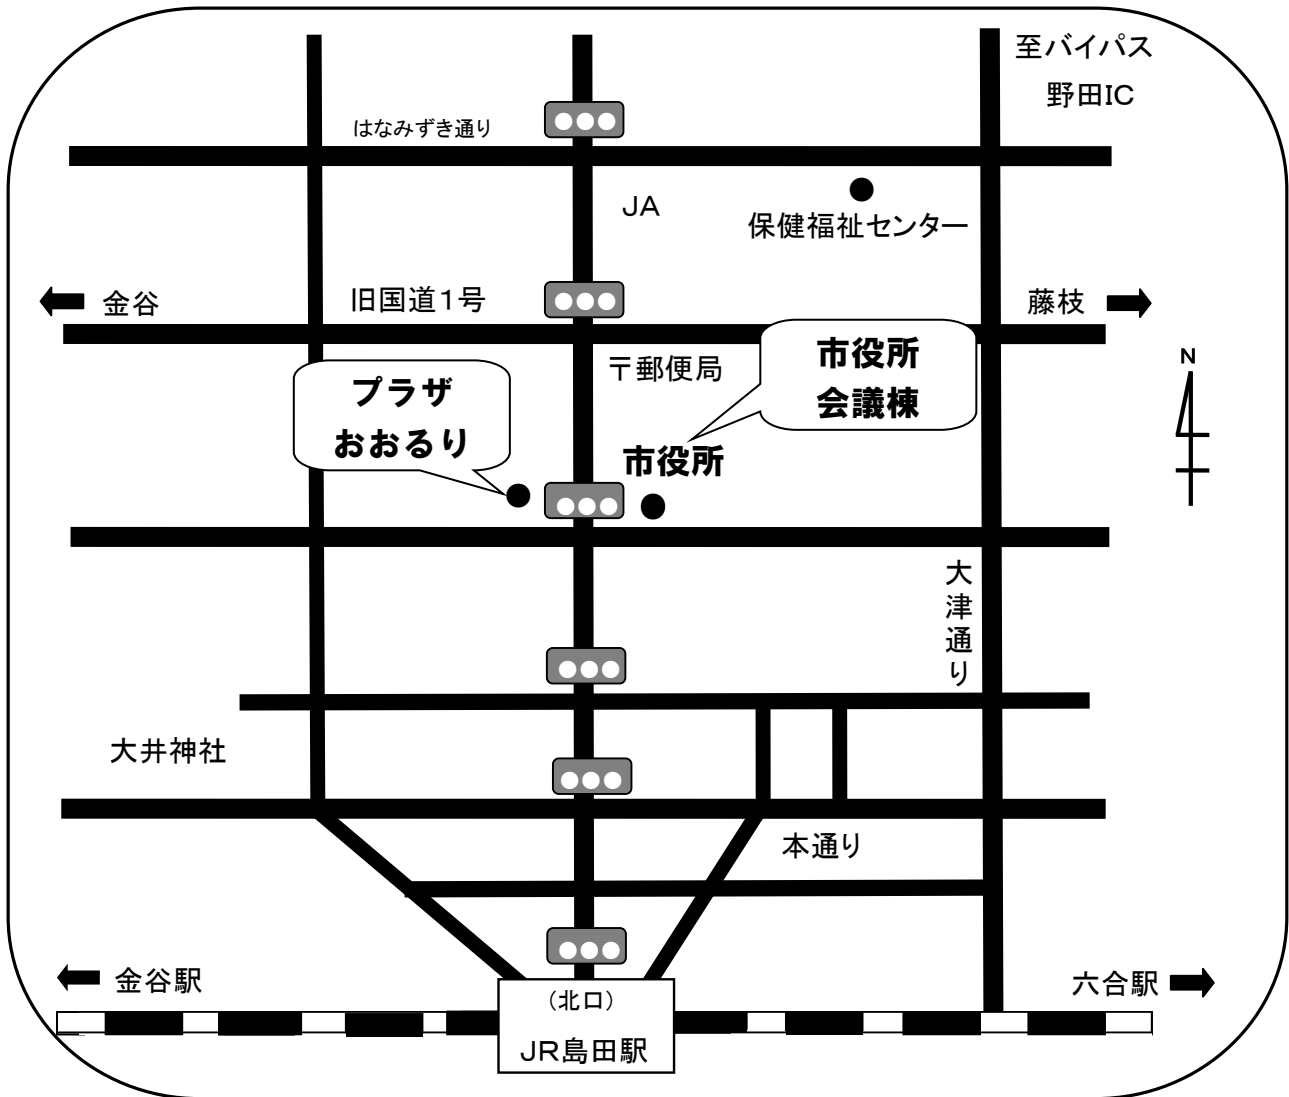 至バイパス
野田IC
はなみずき通り
JA
保健福祉センター
金谷
旧国道1号
藤枝
〒郵便局
市役所
会議棟
N
プラザ
おおるり
市役所
大津通り
大井神社
本通り
金谷駅
六合駅
(北口)
JR島田駅